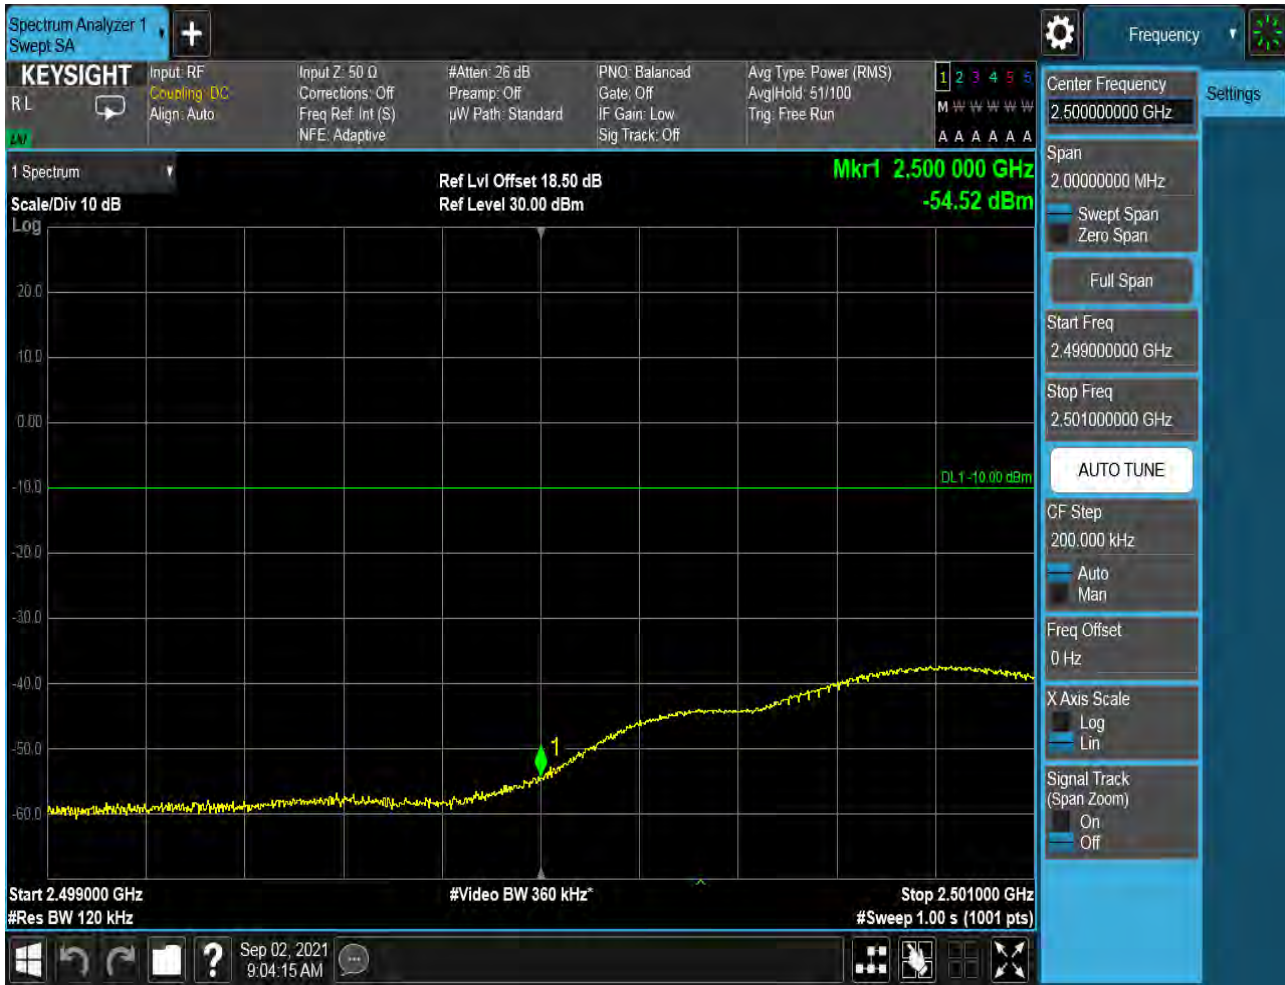 Spectrum Analyzer 1
Swept SA
Frequency
KEYSIGHT
R L
LNI
Input: RF
Coupling: DC
Align: Auto
Input Z: 50 Ω
Corrections: Off
Freq Ref: Int (S)
NFE: Adaptive
#Atten: 26 dB
Preamp: Off
µW Path: Standard
PNO: Balanced
Gate: Off
IF Gain: Low
Sig Track: Off
Avg Type: Power (RMS)
Avg|Hold: 51/100
Trig: Free Run
1 2 3 4 5 6
M W W W W W
A A A A A A
1 Spectrum
Scale/Div 10 dB
Log
Ref Lvl Offset 18.50 dB
Ref Level 30.00 dBm
Mkr1 2.500 000 GHz
-54.52 dBm
20.0
10.0
0.00
-10.0
-20.0
-30.0
-40.0
-50.0
-60.0
DL1 -10.00 dBm
1
Start 2.499000 GHz
#Res BW 120 kHz
#Video BW 360 kHz*
Stop 2.501000 GHz
#Sweep 1.00 s (1001 pts)
Center Frequency
2.500000000 GHz
Settings
Span
2.00000000 MHz
Swept Span
Zero Span
Full Span
Start Freq
2.499000000 GHz
Stop Freq
2.501000000 GHz
AUTO TUNE
CF Step
200.000 kHz
Auto
Man
Freq Offset
0 Hz
X Axis Scale
Log
Lin
Signal Track
(Span Zoom)
On
Off
?
Sep 02, 2021
9:04:15 AM